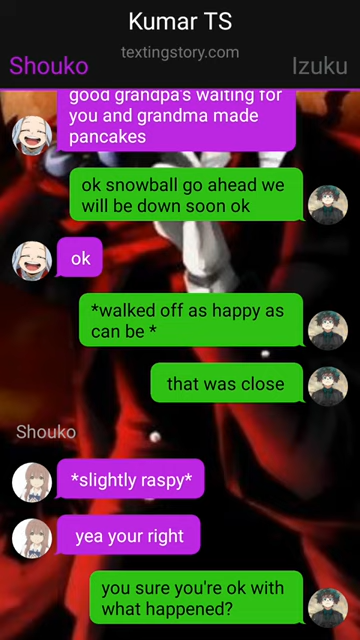 Kumar TS
textingstory.com
Shouko
Izuku
good grandpa's waiting for
you and grandma made
pancakes
ok snowball go ahead we
will be down soon ok
ok
*walked off as happy as
can be *
that was close
Shouko
*slightly raspy*
yea your right
you sure you're ok with
what happened?